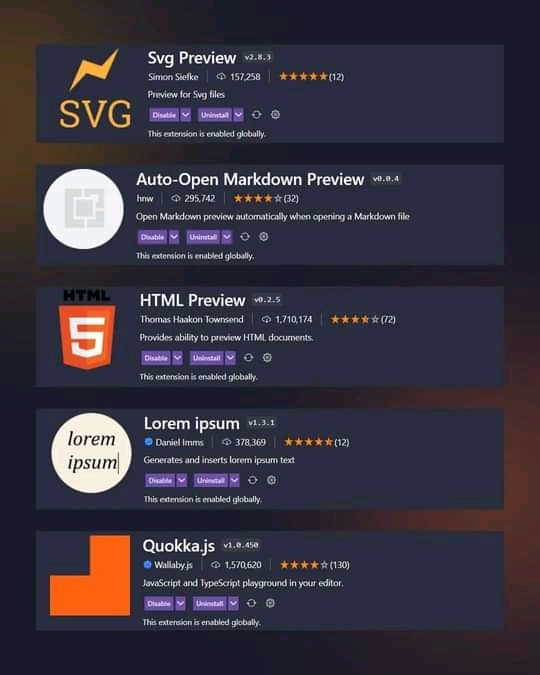 SVG
Svg Preview v2.8.3
Simon Siefke 157,258 (12)
Preview for Svg files
Disable Uninstall
This extension is enabled globally.
Auto-Open Markdown Preview v0.0.4
hnw 295,742 (32)
Open Markdown preview automatically when opening a Markdown file
Disable Uninstall
This extension is enabled globally.
HTML
5
HTML Preview v0.2.5
Thomas Haakon Townsend 1,710,174 (72)
Provides ability to preview HTML documents.
Disable Uninstall
This extension is enabled globally.
lorem
ipsum
Lorem ipsum v1.3.1
Daniel Imms 378,369 (12)
Generates and inserts lorem ipsum text
Disable Uninstall
This extension is enabled globally.
Quokka.js v1.0.450
Wallaby.js 1,570,620 (130)
JavaScript and TypeScript playground in your editor.
Disable Uninstall
This extension is enabled globally.